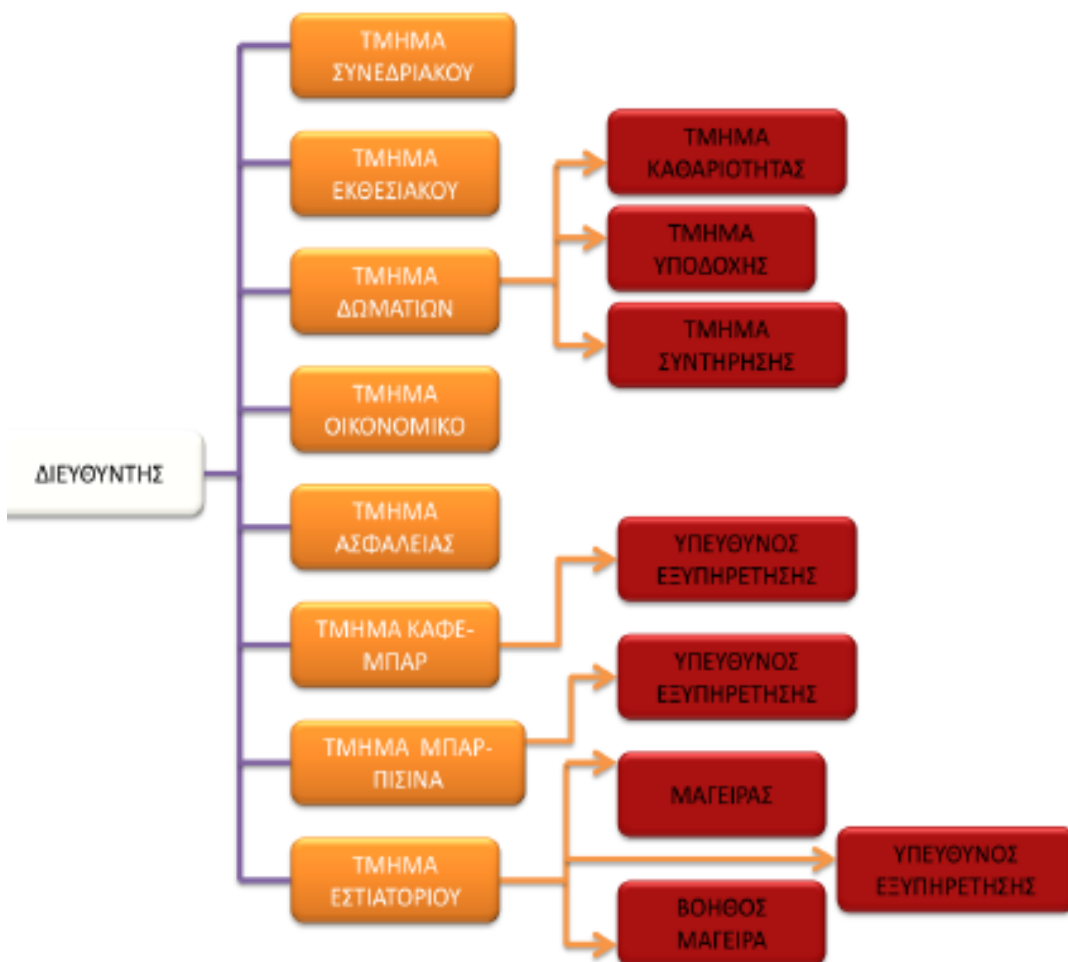 ΔΙΕΥΘΥΝΤΗΣ
ΤΜΗΜΑ
ΣΥΝΕΔΡΙΑΚΟΥ
ΤΜΗΜΑ
ΕΚΘΕΣΙΑΚΟΥ
ΤΜΗΜΑ
ΔΩΜΑΤΙΩΝ
ΤΜΗΜΑ
ΚΑΘΑΡΙΟΤΗΤΑΣ
ΤΜΗΜΑ
ΥΠΟΔΟΧΗΣ
ΤΜΗΜΑ
ΣΥΝΤΗΡΗΣΗΣ
ΤΜΗΜΑ
ΟΙΚΟΝΟΜΙΚΟ
ΤΜΗΜΑ
ΑΣΦΑΛΕΙΑΣ
ΤΜΗΜΑ ΚΑΦΕ-
ΜΠΑΡ
ΥΠΕΥΘΥΝΟΣ
ΕΞΥΠΗΡΕΤΗΣΗΣ
ΤΜΗΜΑ ΜΠΑΡ-
ΠΙΣΙΝΑ
ΥΠΕΥΘΥΝΟΣ
ΕΞΥΠΗΡΕΤΗΣΗΣ
ΤΜΗΜΑ
ΕΣΤΙΑΤΟΡΙΟΥ
ΜΑΓΕΙΡΑΣ
ΥΠΕΥΘΥΝΟΣ
ΕΞΥΠΗΡΕΤΗΣΗΣ
ΒΟΗΘΟΣ
ΜΑΓΕΙΡΑ